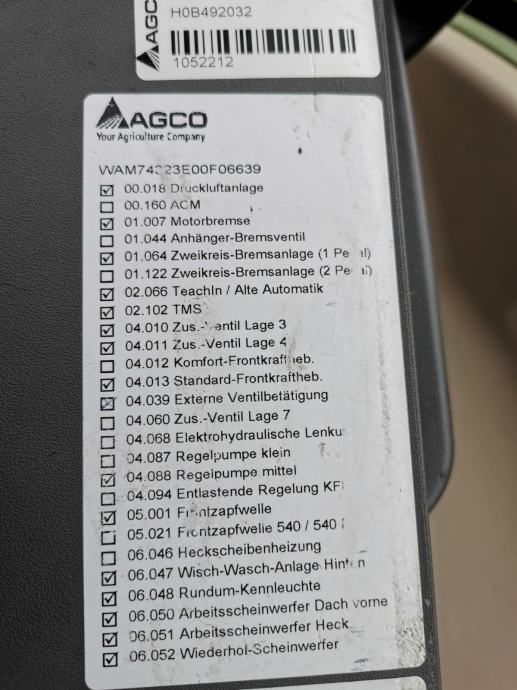 AGC
H0B492032
1052212
AGCO
Your Agriculture Company
00.018 Druckluftanlage
00.160 ACM
01.007 Motorbremse
01.044 Anhänger-Bremsventil
01.064 Zweikreis-Bremsanlage (1
01.122 Zweikreis-Bremsanlage (2
02.066 TeachIn / Alte Automatik
02.102 TMS
04.010 Zus.-Ventil Lage 3
04.011 Zus.-Ventil Lage 4
04.012 Komfort-Frontkraftheb.
04.013 Standard-Frontkraftheb.
04.039 Externe Ventilbetätigung
04.060 Zus.-Ventil Lage 7
04.068 Elektrohydraulische
04.087 Regelpumpe klein
04.088 Regelpumpe mittel
04.094 Entlastende Regelung
05.001 Frontzapfwelle
05.021 Frontzapfwelle 540 / 540
06.046 Heckscheibenheizung
06.047 Wisch-Wasch-Anlage Hinten
06.048 Rundum-Kennleuchte
06.050 Arbeitsscheinwerfer Dach vorne
06.051 Arbeitsscheinwerfer Heck
06.052 Wiederhol-Scheinwerfer